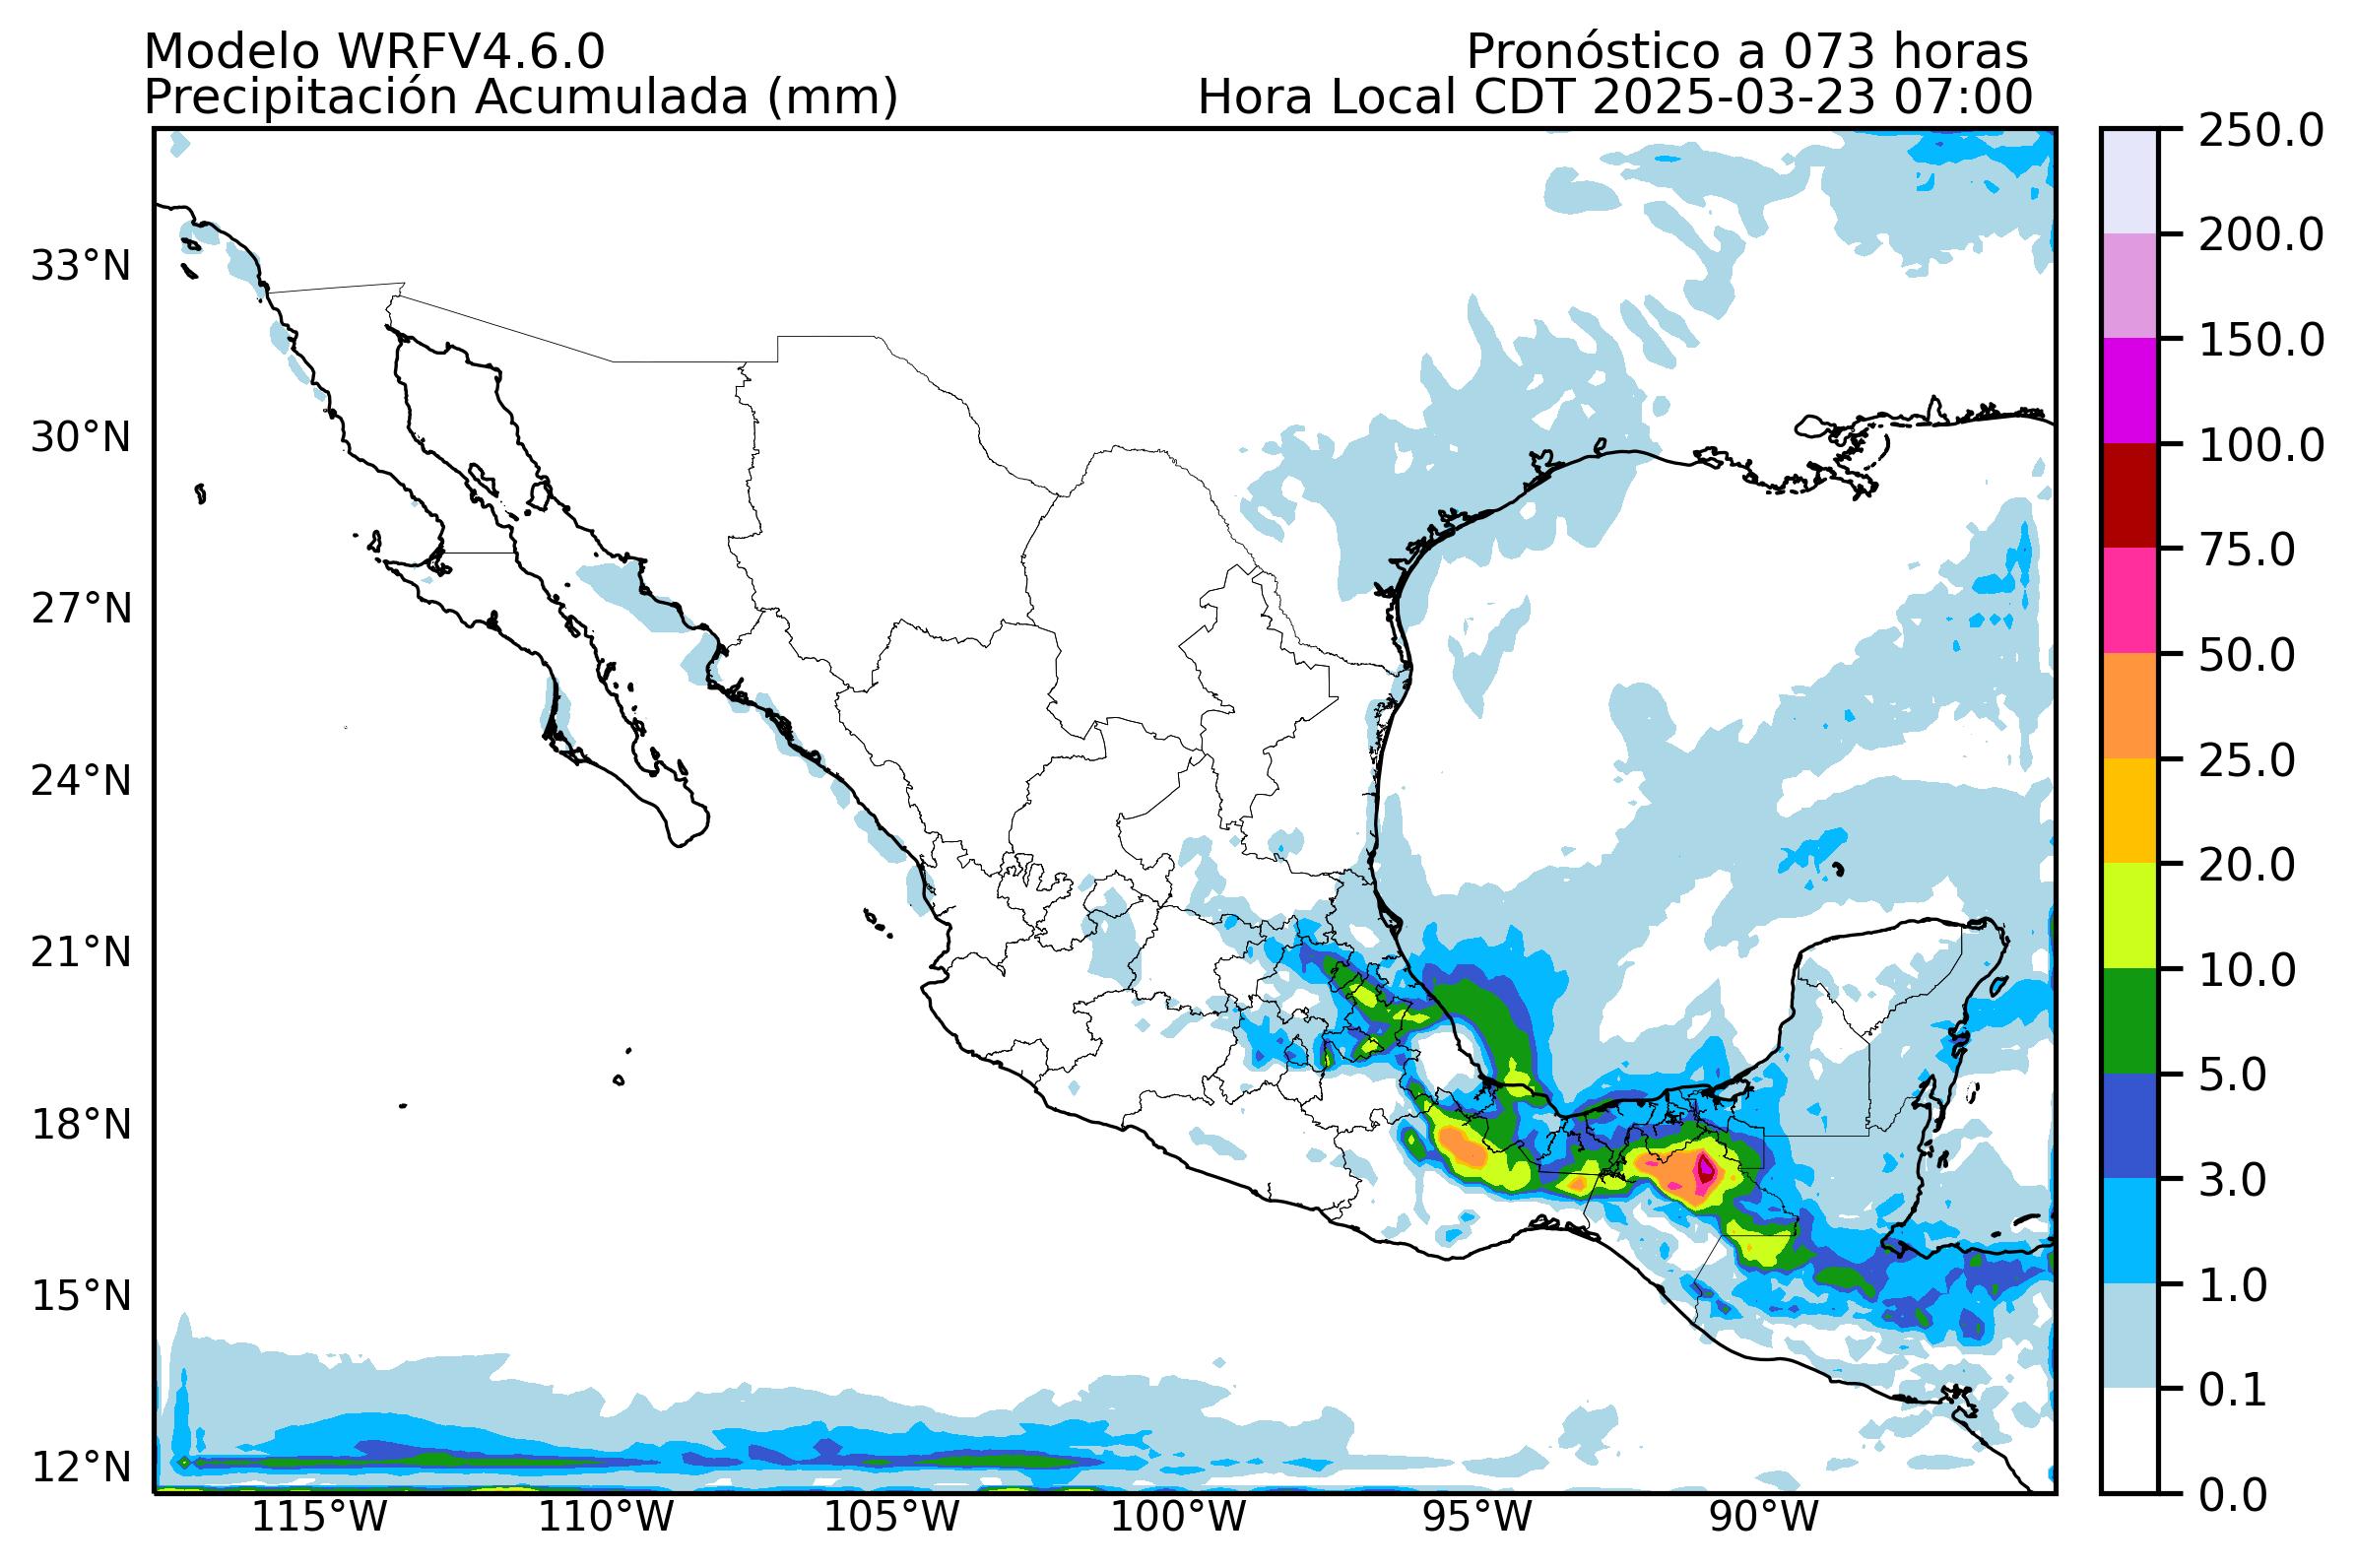 Modelo WRFV4.6.0
Pronóstico a 073 horas
Precipitación Acumulada (mm)
Hora Local CDT 2025-03-23 07:00
250.0
200.0
150.0
100.0
75.0
50.0
25.0
20.0
10.0
5.0
3.0
1.0
0.1
0.0
33°N
30°N
27°N
24°N
21°N
18°N
15°N
12°N
115°W
110°W
105°W
100°W
95°W
90°W